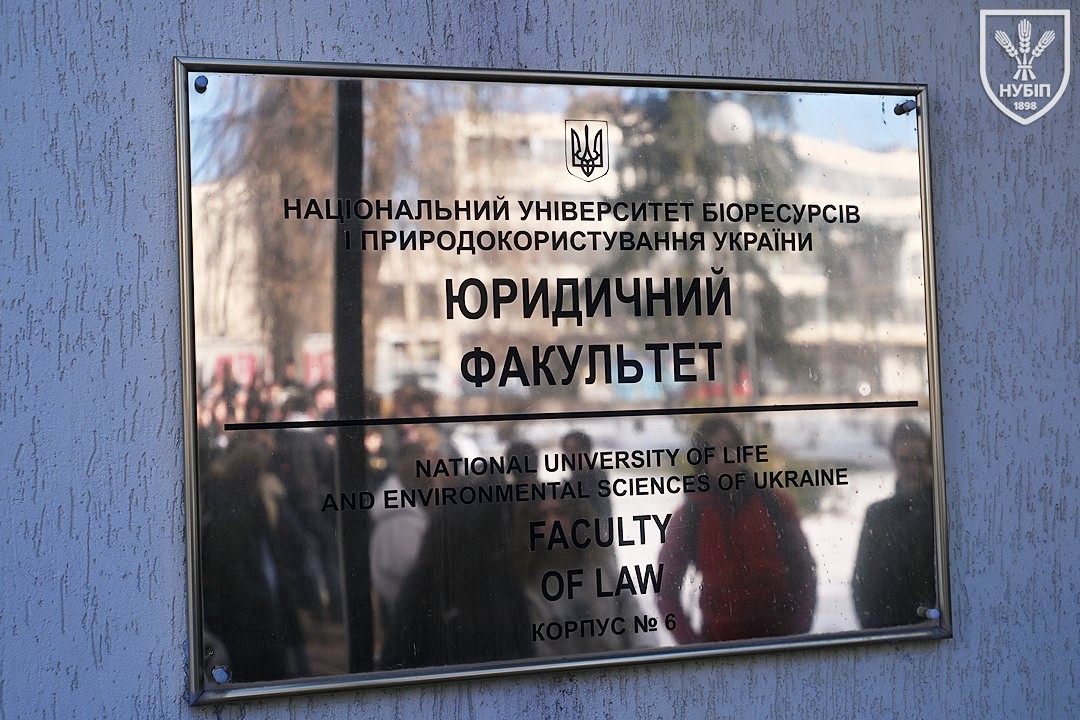 НАЦІОНАЛЬНИЙ УНІВЕРСИТЕТ БІОРЕСУРСІВ
І ПРИРОДОКОРИСТУВАННЯ УКРАЇНИ
ЮРИДИЧНИЙ
ФАКУЛЬТЕТ
NATIONAL UNIVERSITY OF LIFE
AND ENVIRONMENTAL SCIENCES OF UKRAINE
FACULTY
OF LAW
КОРПУС № 6
НУБІП
1898